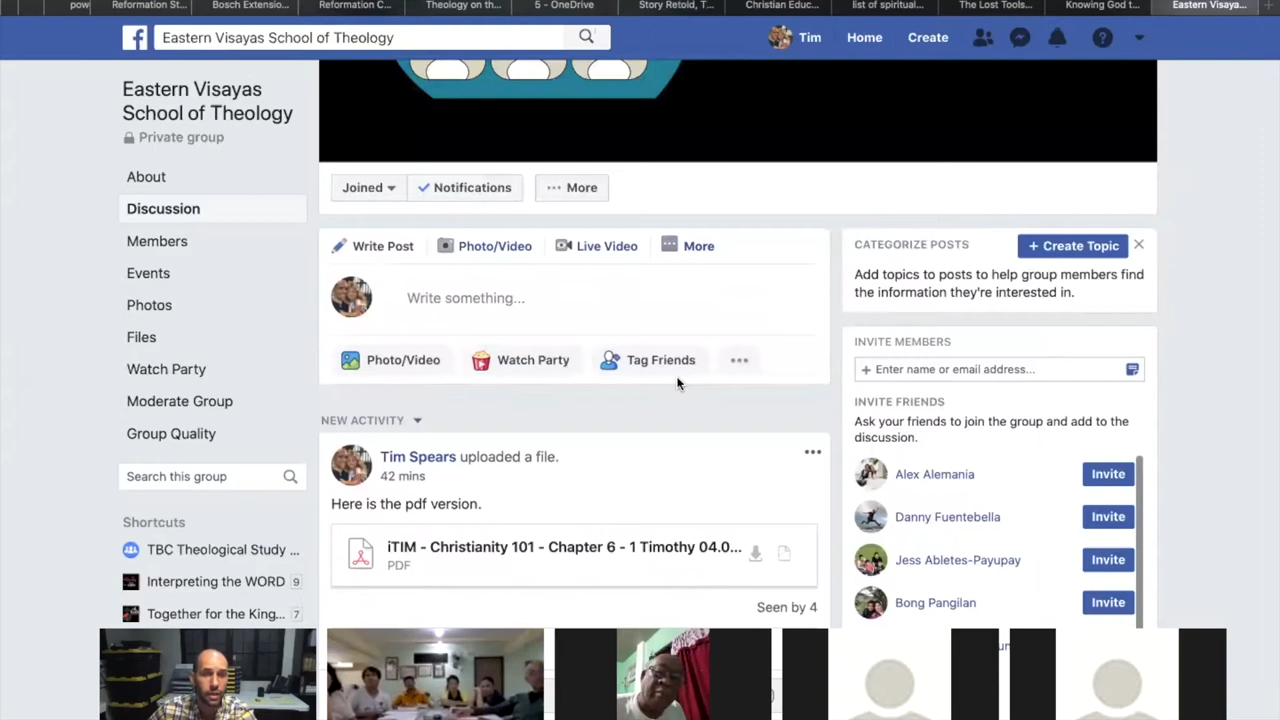 pow
Reformation St...
Bosch Extensio...
Reformation C...
Theology on th...
5 - OneDrive
Story Retold, T...
Christian Educ...
list of spiritual...
The Lost Tools...
Knowing God t...
Eastern Visaya...
Eastern Visayas School of Theology
Tim
Home
Create
Eastern Visayas
School of Theology
Private group
About
Discussion
Members
Events
Photos
Files
Watch Party
Moderate Group
Group Quality
Search this group
Shortcuts
TBC Theological Study ...
Interpreting the WORD 9
Together for the King... 7
Joined
Notifications
More
Write Post
Photo/Video
Live Video
More
Write something...
Photo/Video
Watch Party
Tag Friends
NEW ACTIVITY
Tim Spears uploaded a file.
42 mins
Here is the pdf version.
iTIM - Christianity 101 - Chapter 6 - 1 Timothy 04.0...
PDF
Seen by 4
CATEGORIZE POSTS
+ Create Topic
Add topics to posts to help group members find
the information they're interested in.
INVITE MEMBERS
+ Enter name or email address...
INVITE FRIENDS
Ask your friends to join the group and add to the
discussion.
Alex Alemania
Invite
Danny Fuentebella
Invite
Jess Abletes-Payupay
Invite
Bong Pangilan
Invite